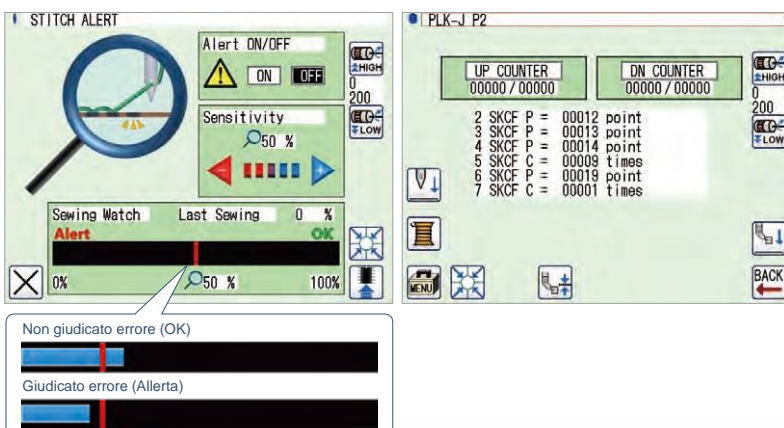 STITCH ALERT
Alert ON/OFF
ON OFF
HIGH
0
200
LOW
Sensitivity
50 %
Sewing Watch Last Sewing 0 %
Alert OK
0% 50 % 100%
Non giudicato errore (OK)
Giudicato errore (Allerta)
PLK-J P2
UP COUNTER
00000/00000
DN COUNTER
00000/00000
HIGH
0
200
LOW
2 SKCF P = 00012 point
3 SKCF P = 00013 point
4 SKCF P = 00014 point
5 SKCF C = 00009 times
6 SKCF P = 00019 point
7 SKCF C = 00001 times
MENU
BACK